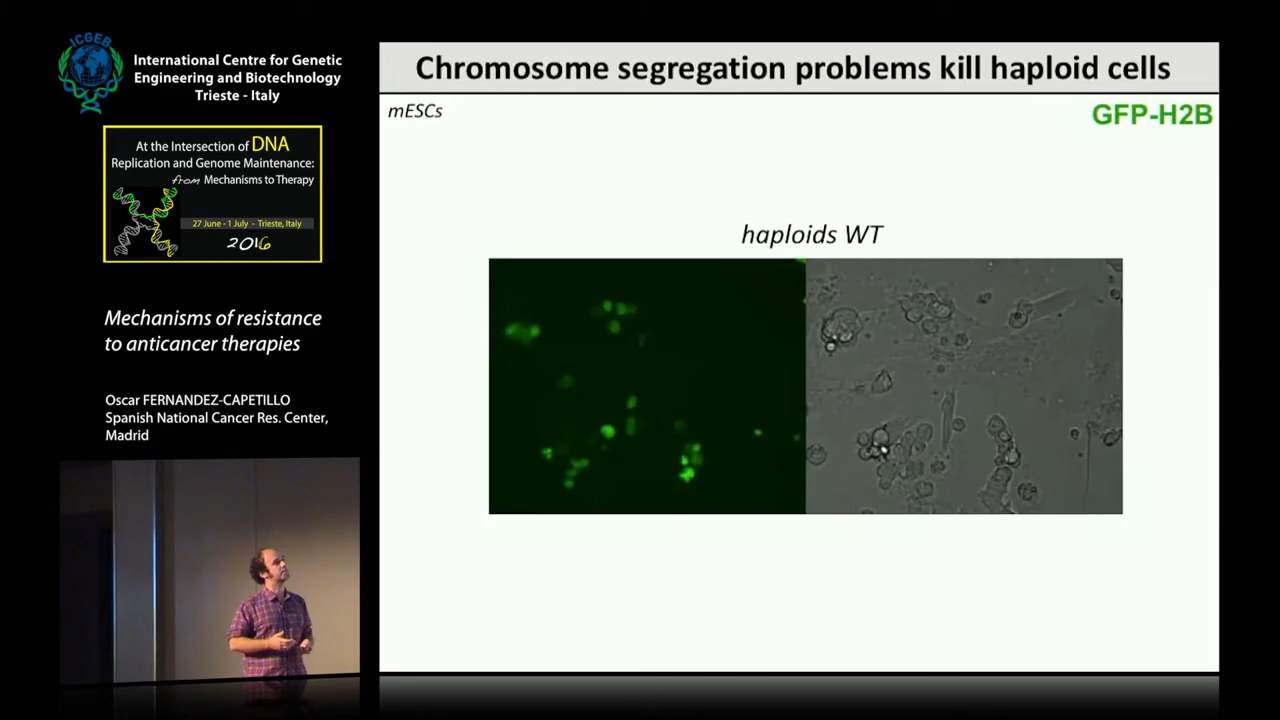 ICGEB
International Centre for Genetic
Engineering and Biotechnology
Trieste - Italy
At the Intersection of DNA
Replication and Genome Maintenance:
from Mechanisms to Therapy
27 June - 1 July - Trieste, Italy
2016
Mechanisms of resistance
to anticancer therapies
Oscar FERNANDEZ-CAPETILLO
Spanish National Cancer Res. Center,
Madrid
Chromosome segregation problems kill haploid cells
mESCs
GFP-H2B
haploids WT